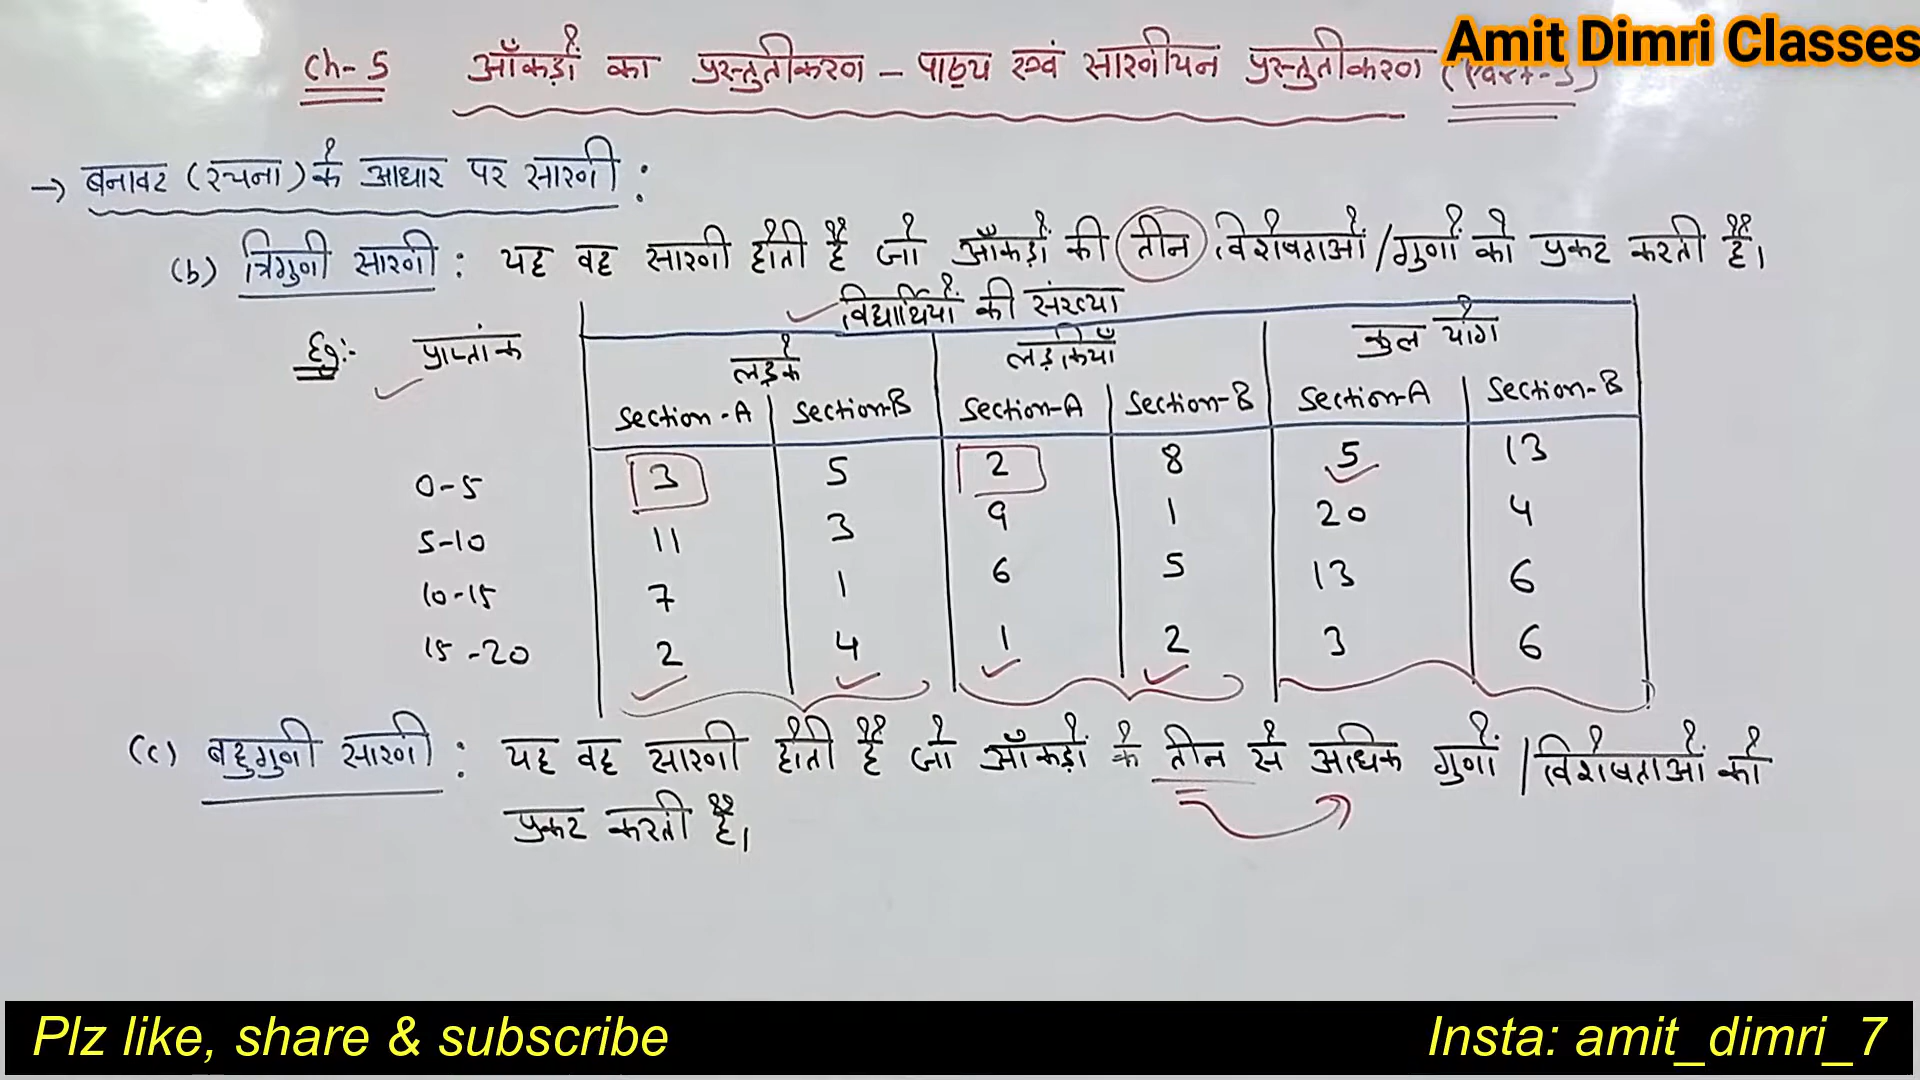 Ch-5 आँकड़ों का प्रस्तुतीकरण – पाठ्य एवं सारणीयन प्रस्तुतीकरण
Amit Dimri Classes
→ बनावट (रचना) के आधार पर सारणी :
(b) त्रिगुणी सारणी : यह वह सारणी होती है जो आँकड़ों की तीन विशेषताओं/गुणों को प्रकट करती है।
विद्यार्थियों की संख्या
Eg:- प्राप्तांक लड़के लड़कियाँ कुल योग
Section-A Section-B Section-A Section-B Section-A Section-B
0-5 3 5 2 8 5 13
5-10 11 3 9 1 20 4
10-15 7 1 6 5 13 6
15-20 2 4 1 2 3 6
(c) बहुगुणी सारणी : यह वह सारणी होती है जो आँकड़ों के तीन से अधिक गुणों/विशेषताओं को
प्रकट करती है।
Plz like, share & subscribe Insta: amit_dimri_7